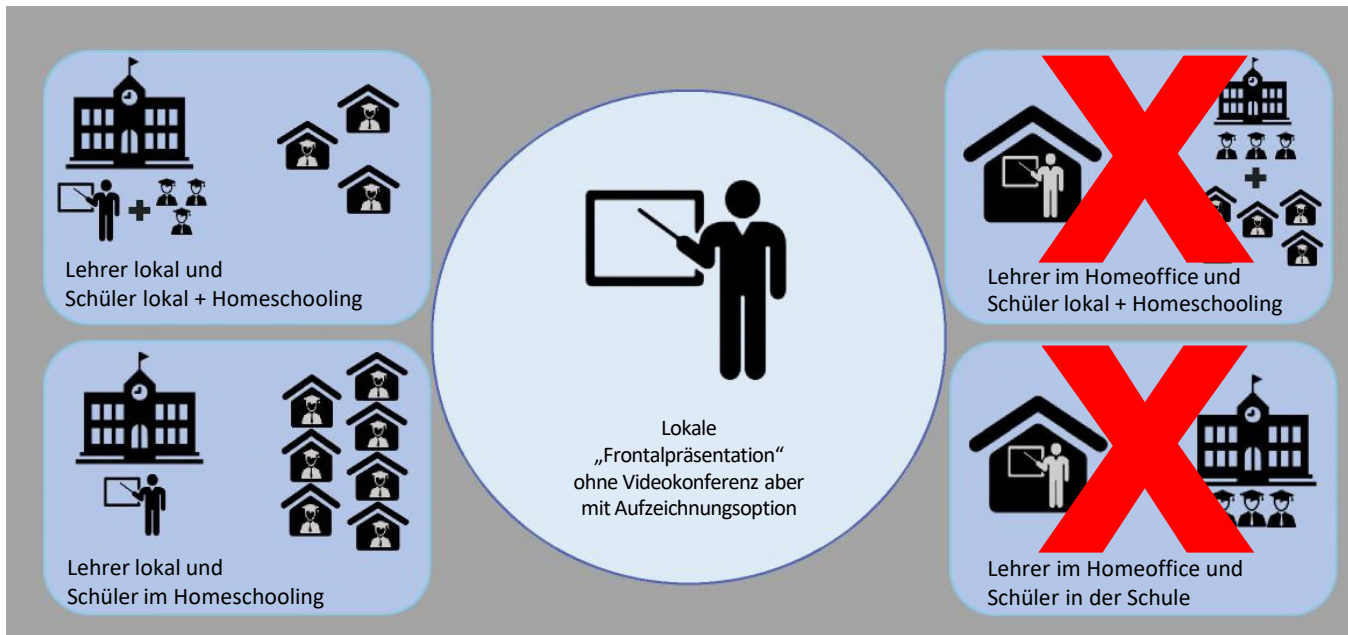 Lehrer lokal und
Schüler lokal + Homeschooling
Lehrer lokal und
Schüler im Homeschooling
Lokale
„Frontalpräsentation“
ohne Videokonferenz aber
mit Aufzeichnungsoption
Lehrer im Homeoffice und
Schüler lokal + Homeschooling
Lehrer im Homeoffice und
Schüler in der Schule